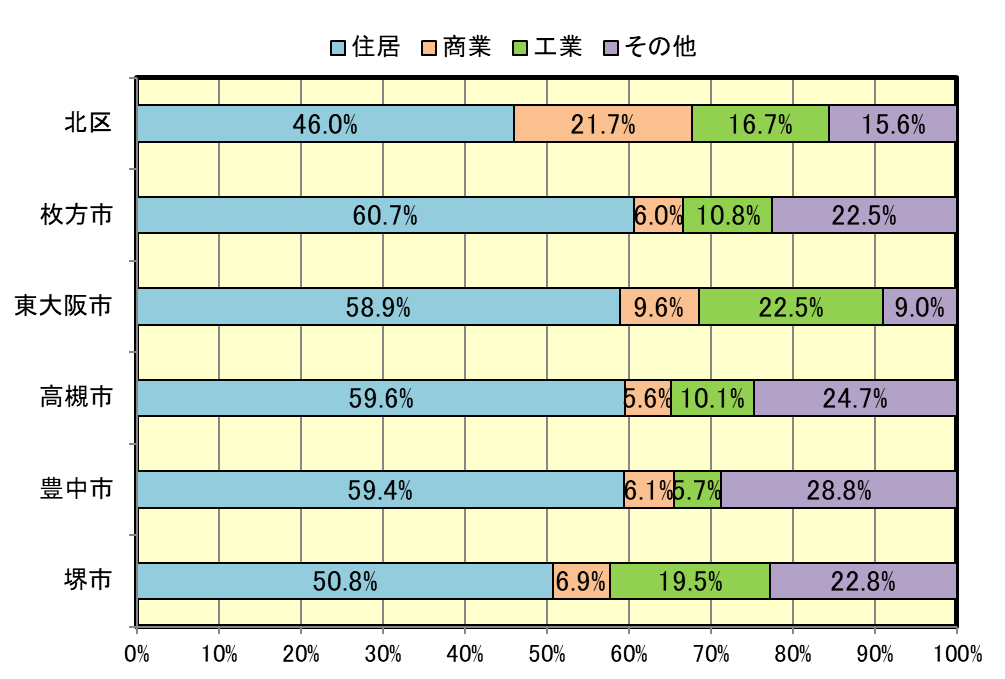 住居 商業 工業 その他
北区 46.0% 21.7% 16.7% 15.6%
枚方市 60.7% 6.0% 10.8% 22.5%
東大阪市 58.9% 9.6% 22.5% 9.0%
高槻市 59.6% 5.6% 10.1% 24.7%
豊中市 59.4% 6.1% 5.7% 28.8%
堺市 50.8% 6.9% 19.5% 22.8%
0% 10% 20% 30% 40% 50% 60% 70% 80% 90% 100%